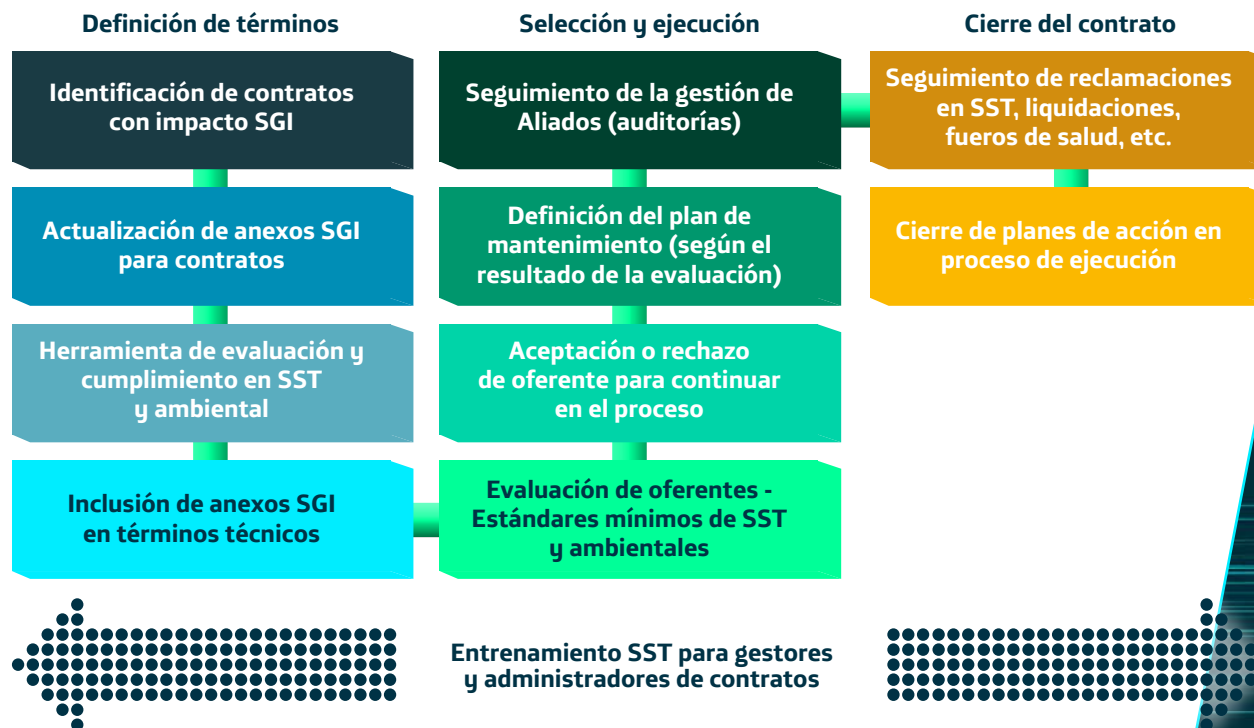 Definición de términos
Identificación de contratos
con impacto SGI
Actualización de anexos SGI
para contratos
Herramienta de evaluación y
cumplimiento en SST
y ambiental
Inclusión de anexos SGI
en términos técnicos
Selección y ejecución
Seguimiento de la gestión de
Aliados (auditorías)
Definición del plan de
mantenimiento (según el
resultado de la evaluación)
Aceptación o rechazo
de oferente para continuar
en el proceso
Evaluación de oferentes -
Estándares mínimos de SST
y ambientales
Cierre del contrato
Seguimiento de reclamaciones
en SST, liquidaciones,
fueros de salud, etc.
Cierre de planes de acción en
proceso de ejecución
Entrenamiento SST para gestores
y administradores de contratos